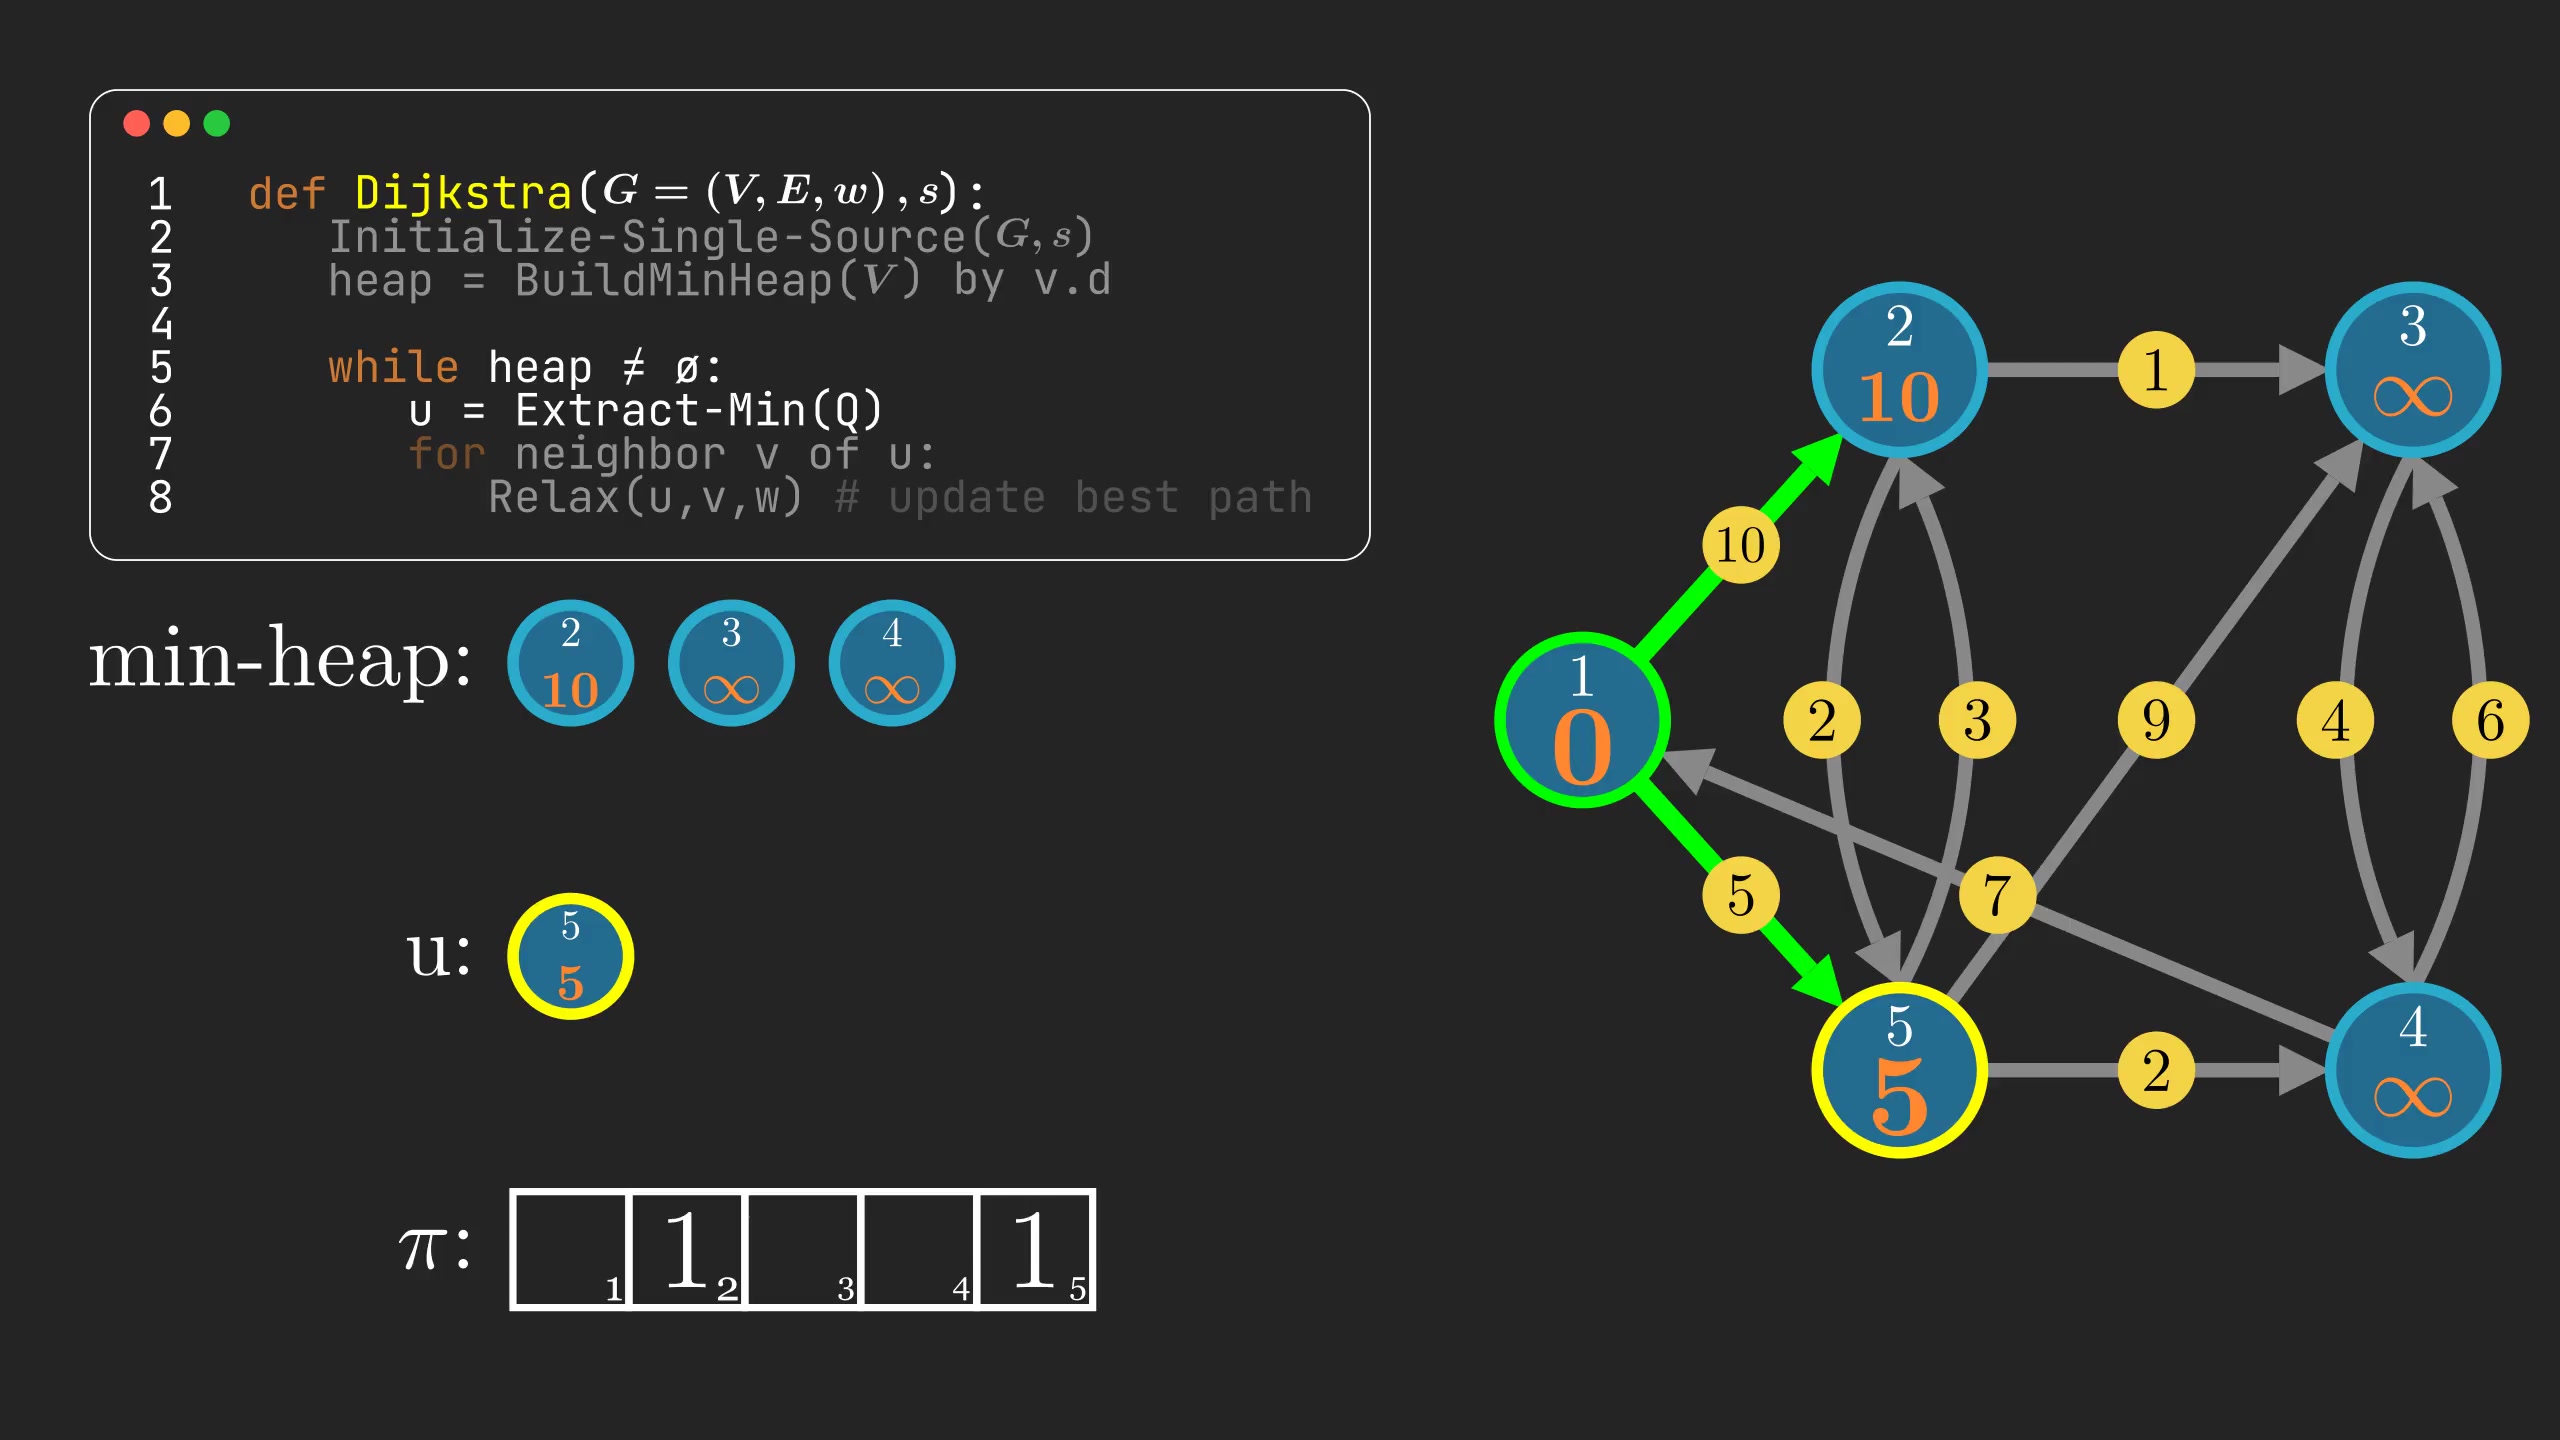 1 def Dijkstra(G = (V, E, w), s):
2 Initialize-Single-Source(G, s)
3 heap = BuildMinHeap(V) by v.d
4
5 while heap ≠ ø:
6 u = Extract-Min(Q)
7 for neighbor v of u:
8 Relax(u,v,w) # update best path
min-heap: 2 10 3 ∞ 4 ∞
u: 5 5
π: 1 1 2 3 4 1 5
2 10
1
3 ∞
10
1 0
2
3
9
4
6
5
7
5 5
2
4 ∞